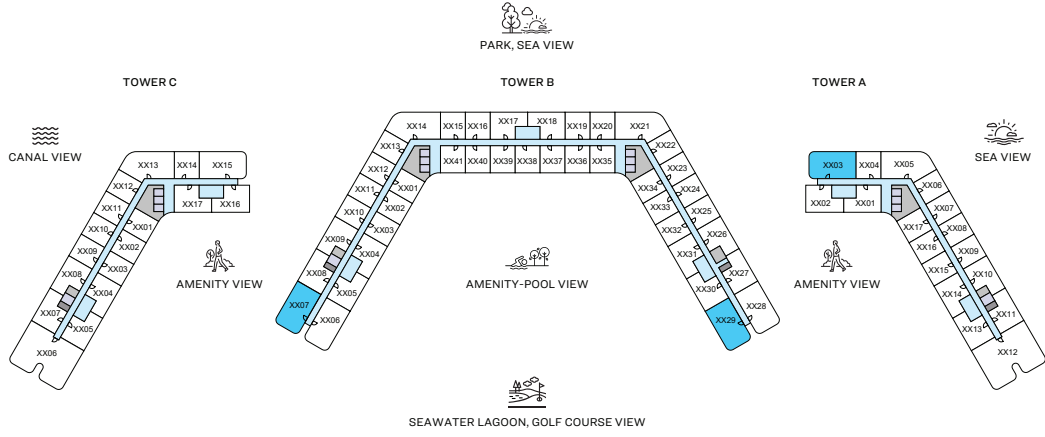 PARK, SEA VIEW
TOWER C
TOWER B
TOWER A
CANAL VIEW
SEA VIEW
XX13
XX14
XX15
XX12
XX11
XX10
XX09
XX08
XX07
XX06
XX17
XX16
XX01
XX02
XX03
XX04
XX05
AMENITY VIEW
XX14
XX15
XX16
XX17
XX18
XX19
XX20
XX21
XX13
XX12
XX11
XX10
XX09
XX08
XX07
XX06
XX41
XX40
XX39
XX38
XX37
XX36
XX35
XX01
XX02
XX03
XX04
XX05
XX22
XX23
XX24
XX25
XX26
XX27
XX28
XX34
XX33
XX32
XX31
XX30
XX29
AMENITY-POOL VIEW
XX03
XX04
XX05
XX02
XX01
XX06
XX07
XX08
XX09
XX10
XX11
XX12
XX17
XX16
XX15
XX14
XX13
AMENITY VIEW
SEAWATER LAGOON, GOLF COURSE VIEW